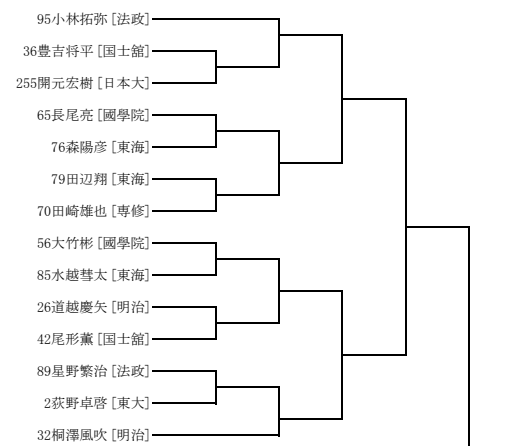 95小林拓弥 [法政]
36豊吉将平 [国士舘]
255開元宏樹 [日本大]
65長尾亮 [國學院]
76森陽彦 [東海]
79田辺翔 [東海]
70田崎雄也 [専修]
56大竹彬 [國學院]
85水越彗太 [東海]
26道越慶矢 [明治]
42尾形薫 [国士舘]
89星野繁治 [法政]
2荻野卓啓 [東大]
32桐澤風吹 [明治]